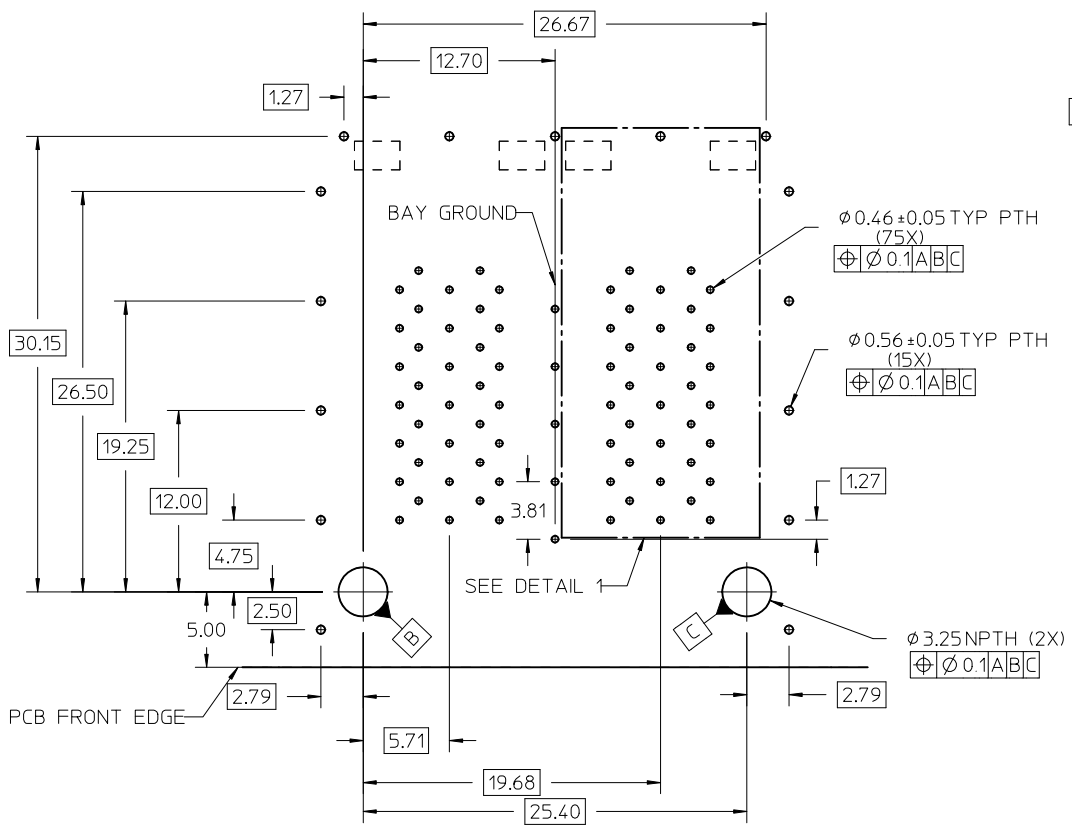 26.67
12.70
1.27
BAY GROUND
⌀0.46±0.05 TYP PTH
(75X)
⌖ ⌀ 0.1 A B C
30.15
⌀0.56±0.05 TYP PTH
(15X)
⌖ ⌀ 0.1 A B C
26.50
19.25
1.27
12.00
3.81
4.75
SEE DETAIL 1
2.50
5.00
B
C
⌀3.25 NPTH (2X)
⌖ ⌀ 0.1 A B C
2.79
2.79
PCB FRONT EDGE
5.71
19.68
25.40